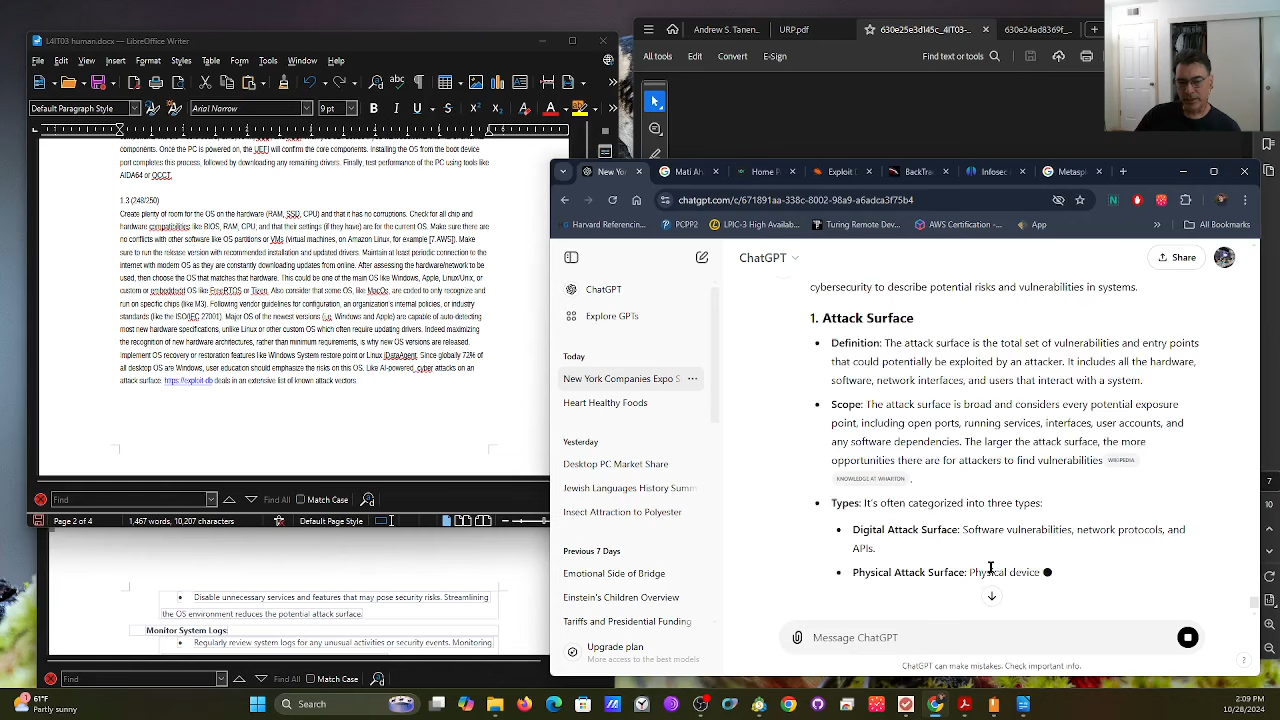 L4IT03 human.docx — LibreOffice Writer
File Edit View Insert Format Styles Table Form Tools Window Help
Default Paragraph Style
Arial Narrow
9 pt
components. Once the PC is powered on, the UEFI will confirm the core components. Installing the OS from the boot device
port completes this process, followed by downloading any remaining drivers. Finally, test performance of the PC using tools like
AIDA64 or OCCT.
1.3 (248/250)
Create plenty of room for the OS on the hardware (RAM, SSD, CPU) and that it has no corruptions. Check for all chip and
hardware compatibilities: like BIOS, RAM, CPU, and that their settings (if they have) are for the current OS. Make sure there are
no conflicts with other software like OS partitions or VMs (virtual machines, on Amazon Linux, for example [7.AWS]). Make
sure to run the release version with recommended installation with updated drivers. Maintain at least periodic connection to the
internet with modern OS as they are constantly downloading updates from online. After assessing the hardware/network to be
used, then choose the OS that matches that hardware. This could be one of the main OS like Windows, Apple, Linux/Unix, or
custom or embeddedd OS like FreeRTOS or Tizen. Also consider that some OS, like MacOs, are coded to only recognize and
run on specific chips (like M3). Following vendor guidelines for configuration, an organization's internal policies, or industry
standards (like the ISO/IEC 27001). Major OS of the newest versions (i.g. Windows and Apple) are capable of auto-detecting
most new hardware specifications, unlike Linux or other custom OS which often require updating drivers. Indeed maximizing
the recognition of new hardware architectures, rather than minimum requirements, is why new OS versions are released.
Implement OS recovery or restoration features like Windows System restore point or Linux iDataAgent. Since globally 72% of
all desktop OS are Windows, user education should emphasize the risks on this OS. Like AI-powered, cyber attacks on an
attack surface. https://exploit-db deals in an extensive list of known attack vectors.
Find
Find All Match Case
Page 2 of 4
1,467 words, 10,207 characters
Default Page Style
Disable unnecessary services and features that may pose security risks. Streamlining
the OS environment reduces the potential attack surface.
Monitor System Logs:
Regularly review system logs for any unusual activities or security events. Monitoring
Find
Find All Match Case
Andrew S. Tanen...
URP.pdf
630e25e3d145c_4IT03-...
630e24ad8369f_...
All tools Edit Convert E-Sign
Find text or tools
7
10
New Yor
Mati Ah
Home P
Exploit D
BackTrac
Infosec
Metaspl
chatgpt.com/c/671891aa-338c-8002-98a9-a6adca3f75b4
Harvard Referencin...
PCPP2
LPIC-3 High Availab...
Turing Remote Dev...
AWS Certification -...
App
All Bookmarks
ChatGPT
Share
ChatGPT
Explore GPTs
Today
New York Companies Expo S
Heart Healthy Foods
Yesterday
Desktop PC Market Share
Jewish Languages History Summ
Insect Attraction to Polyester
Previous 7 Days
Emotional Side of Bridge
Einstein's Children Overview
Tariffs and Presidential Funding
Upgrade plan
More access to the best models
cybersecurity to describe potential risks and vulnerabilities in systems.
1. Attack Surface
Definition: The attack surface is the total set of vulnerabilities and entry points
that could potentially be exploited by an attacker. It includes all the hardware,
software, network interfaces, and users that interact with a system.
Scope: The attack surface is broad and considers every potential exposure
point, including open ports, running services, interfaces, user accounts, and
any software dependencies. The larger the attack surface, the more
opportunities there are for attackers to find vulnerabilities WIKIPEDIA
KNOWLEDGE AT WHARTON .
Types: It's often categorized into three types:
Digital Attack Surface: Software vulnerabilities, network protocols, and
APIs.
Physical Attack Surface: Physical device
Message ChatGPT
ChatGPT can make mistakes. Check important info.
?
61°F
Partly sunny
Search
2:09 PM
10/28/2024